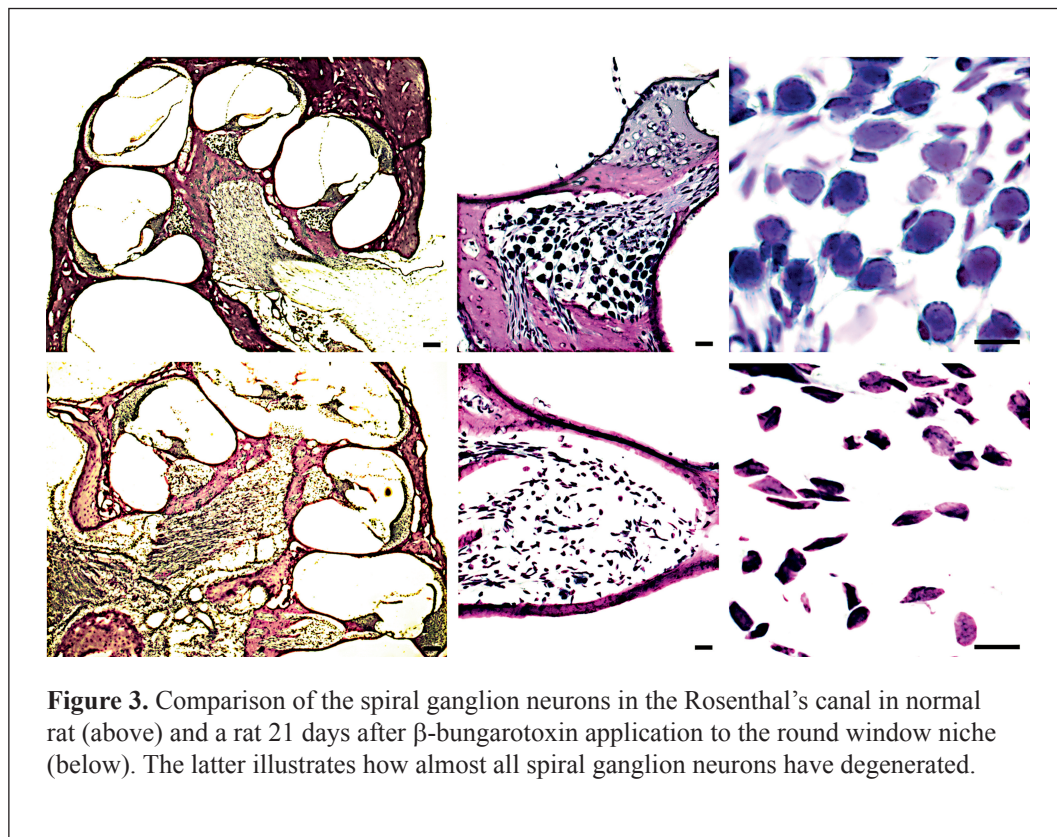 Figure 3. Comparison of the spiral ganglion neurons in the Rosenthal’s canal in normal
rat (above) and a rat 21 days after β-bungarotoxin application to the round window niche
(below). The latter illustrates how almost all spiral ganglion neurons have degenerated.